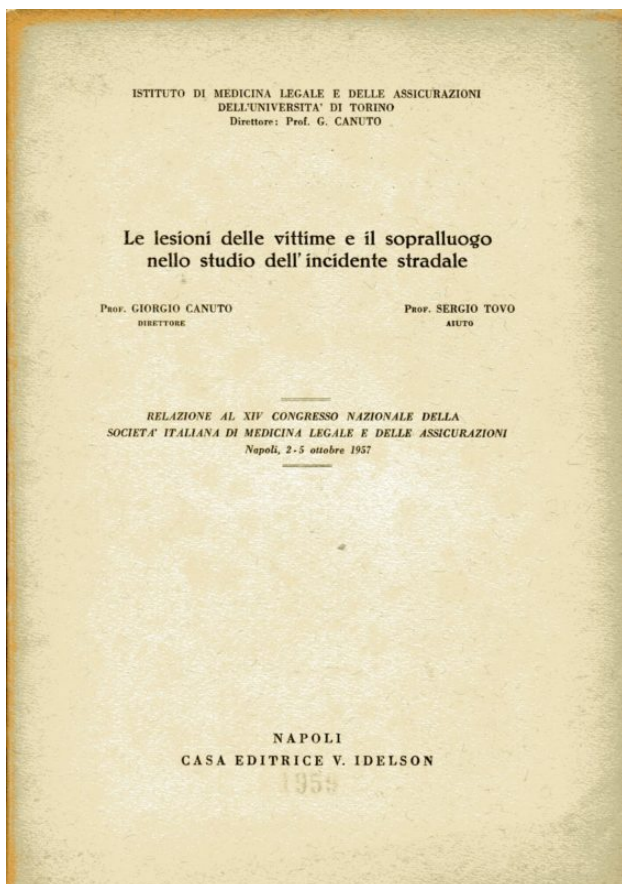 ISTITUTO DI MEDICINA LEGALE E DELLE ASSICURAZIONI
DELL'UNIVERSITA' DI TORINO
Direttore: Prof. G. CANUTO
Le lesioni delle vittime e il sopralluogo
nello studio dell'incidente stradale
Prof. GIORGIO CANUTO
DIRETTORE
Prof. SERGIO TOVO
AIUTO
RELAZIONE AL XIV CONGRESSO NAZIONALE DELLA
SOCIETA' ITALIANA DI MEDICINA LEGALE E DELLE ASSICURAZIONI
Napoli, 2-5 ottobre 1957
NAPOLI
CASA EDITRICE V. IDELSON